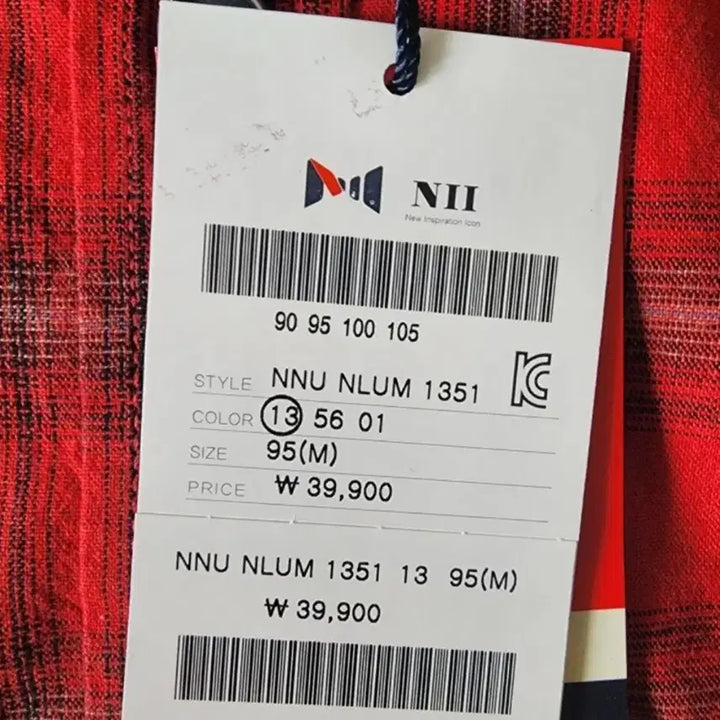 NII
New Inspiration Icon
90 95 100 105
STYLE NNU NLUM 1351
COLOR 13 56 01
SIZE 95(M)
PRICE ₩ 39,900
NNU NLUM 1351 13 95(M)
₩ 39,900